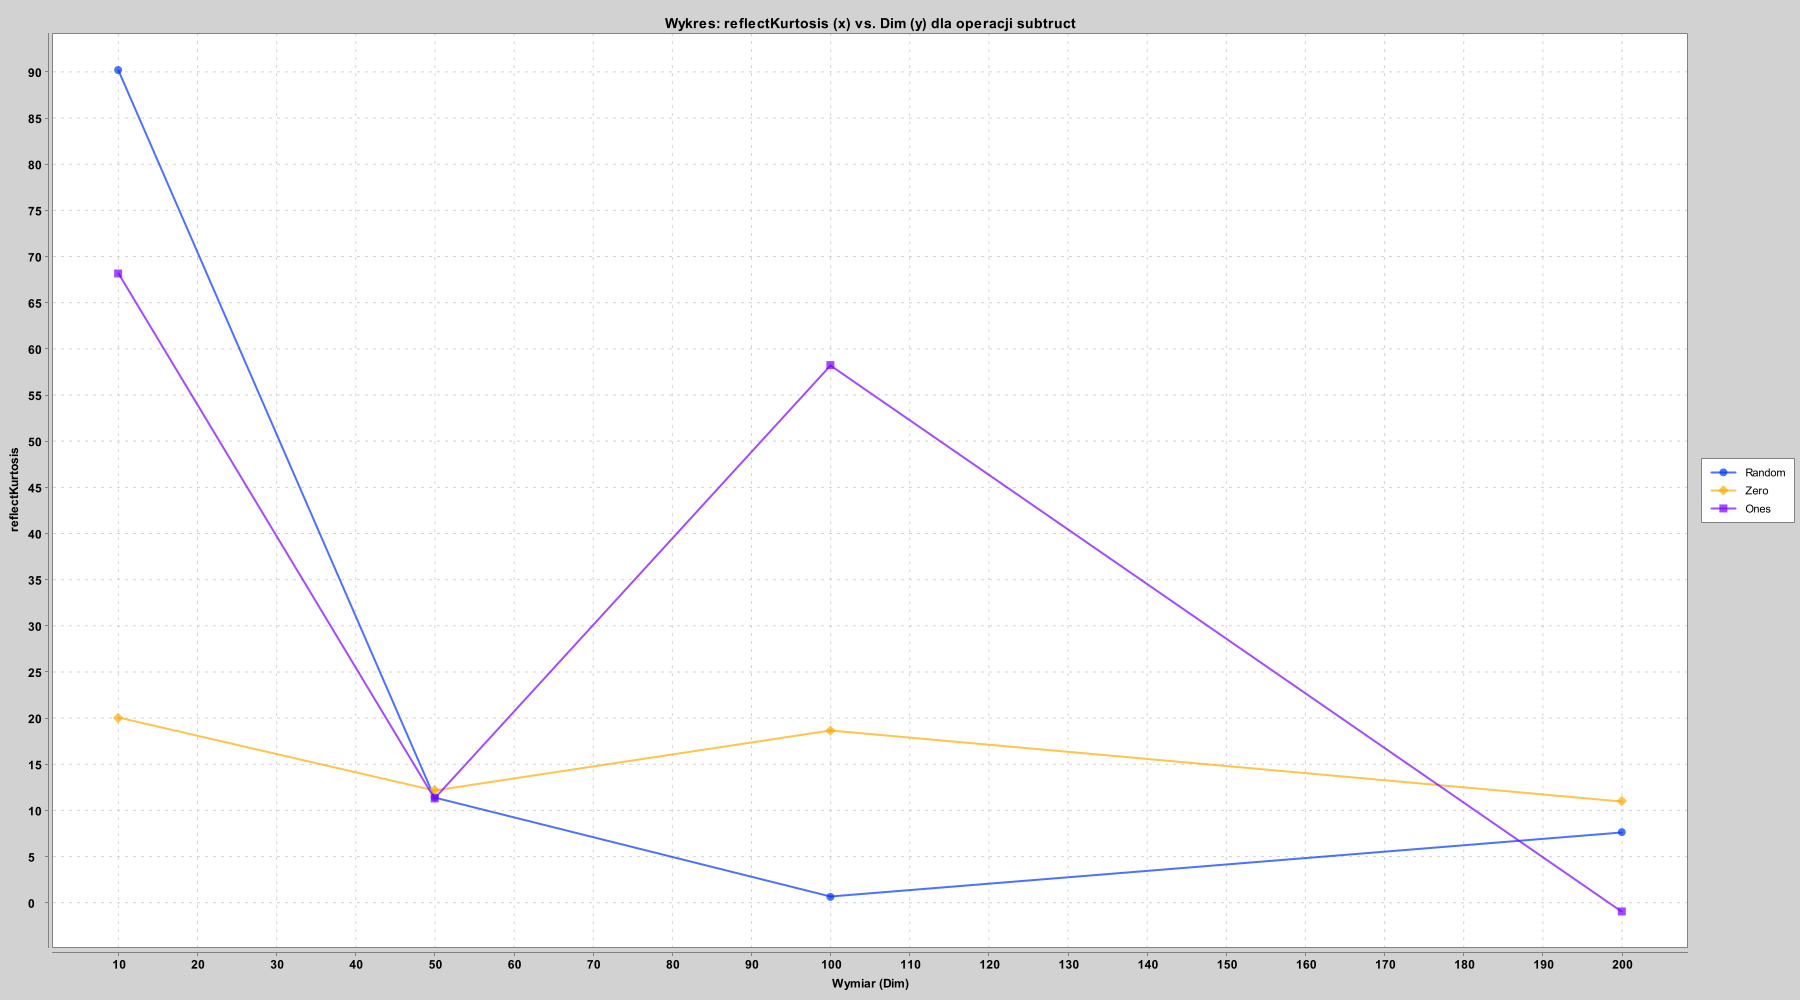 Wykres: reflectKurtosis (x) vs. Dim (y) dla operacji subtruct
90
85
80
75
70
65
60
55
50
45
40
35
30
25
20
15
10
5
0
reflectKurtosis
10 20 30 40 50 60 70 80 90 100 110 120 130 140 150 160 170 180 190 200
Wymiar (Dim)
Random
Zero
Ones